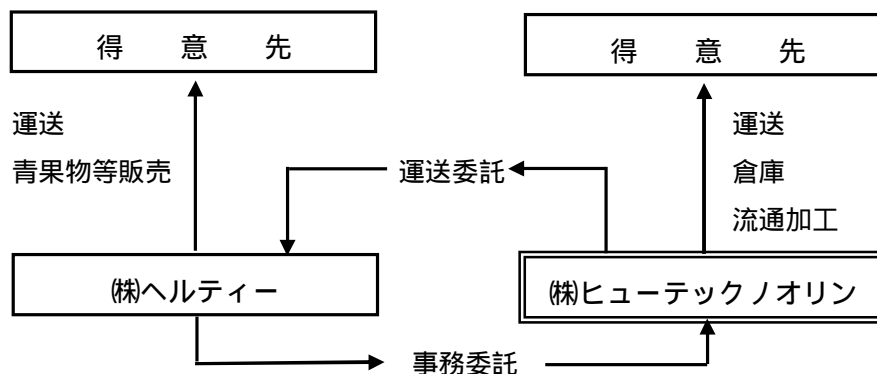 得　意　先
得　意　先
運送
青果物等販売
運送
倉庫
流通加工
運送委託
㈱ヘルティー
㈱ヒューテックノオリン
事務委託